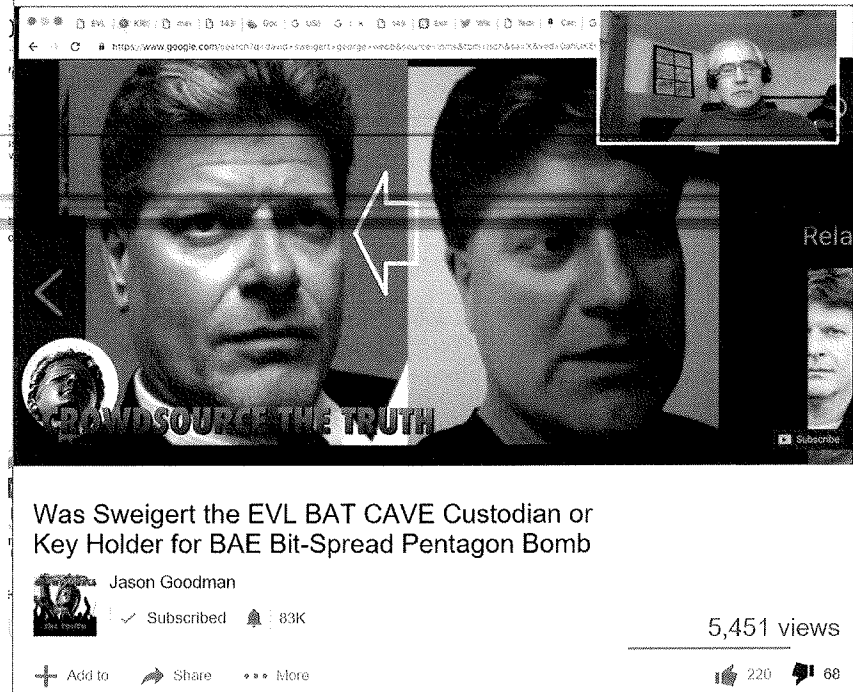 CROWDSOURCE THE TRUTH
Rela
Subscribe
Was Sweigert the EVL BAT CAVE Custodian or
Key Holder for BAE Bit-Spread Pentagon Bomb
Jason Goodman
Subscribed 83K
5,451 views
Add to Share More 220 68